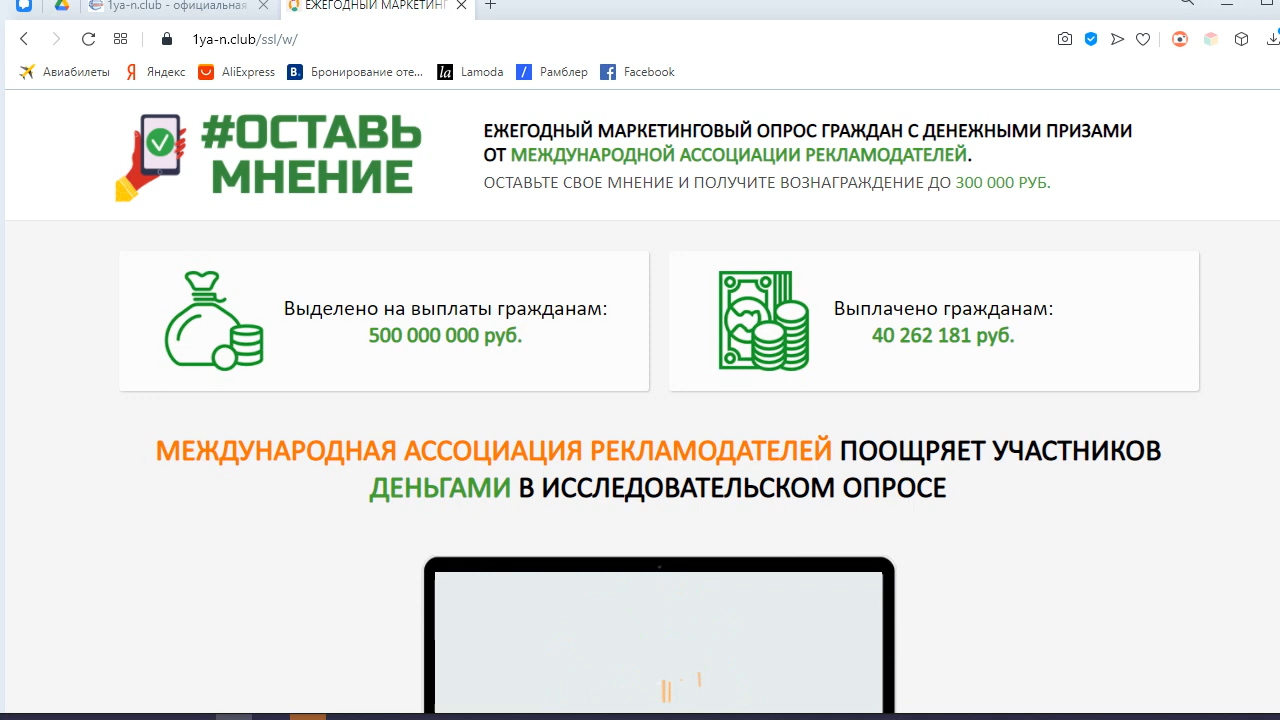 1ya-n.club - официальная
ЕЖЕГОДНЫЙ МАРКЕТИНГ
1ya-n.club/ssl/w/
Авиабилеты
Я Яндекс
AliExpress
B. Бронирование оте...
la Lamoda
/ Рамблер
f Facebook
#ОСТАВЬ
МНЕНИЕ
ЕЖЕГОДНЫЙ МАРКЕТИНГОВЫЙ ОПРОС ГРАЖДАН С ДЕНЕЖНЫМИ ПРИЗАМИ
ОТ МЕЖДУНАРОДНОЙ АССОЦИАЦИИ РЕКЛАМОДАТЕЛЕЙ.
ОСТАВЬТЕ СВОЕ МНЕНИЕ И ПОЛУЧИТЕ ВОЗНАГРАЖДЕНИЕ ДО 300 000 РУБ.
Выделено на выплаты гражданам:
500 000 000 руб.
Выплачено гражданам:
40 262 181 руб.
МЕЖДУНАРОДНАЯ АССОЦИАЦИЯ РЕКЛАМОДАТЕЛЕЙ ПООЩРЯЕТ УЧАСТНИКОВ
ДЕНЬГАМИ В ИССЛЕДОВАТЕЛЬСКОМ ОПРОСЕ